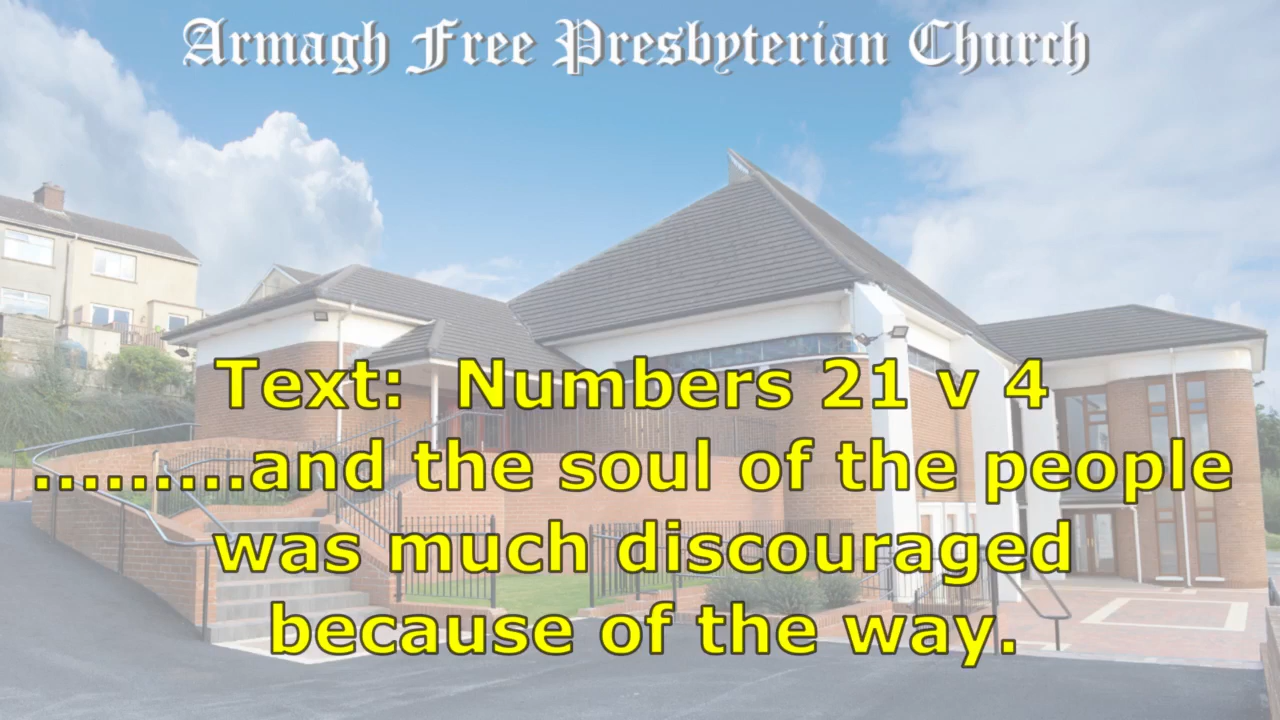 Armagh Free Presbyterian Church
Text:  Numbers 21 v 4
.........and the soul of the people
was much discouraged
because of the way.